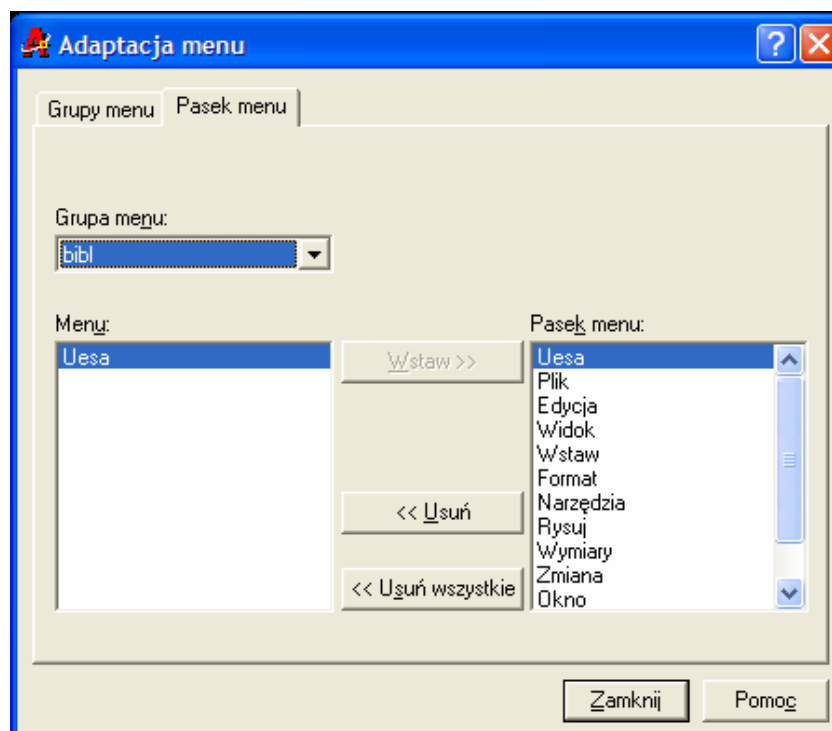 Adaptacja menu
Grupy menu
Pasek menu
Grupa menu:
bibl
Menu:
Uesa
Wstaw >>
<< Usuń
<< Usuń wszystkie
Pasek menu:
Uesa
Plik
Edycja
Widok
Wstaw
Format
Narzędzia
Rysuj
Wymiary
Zmiana
Okno
Zamknij
Pomoc